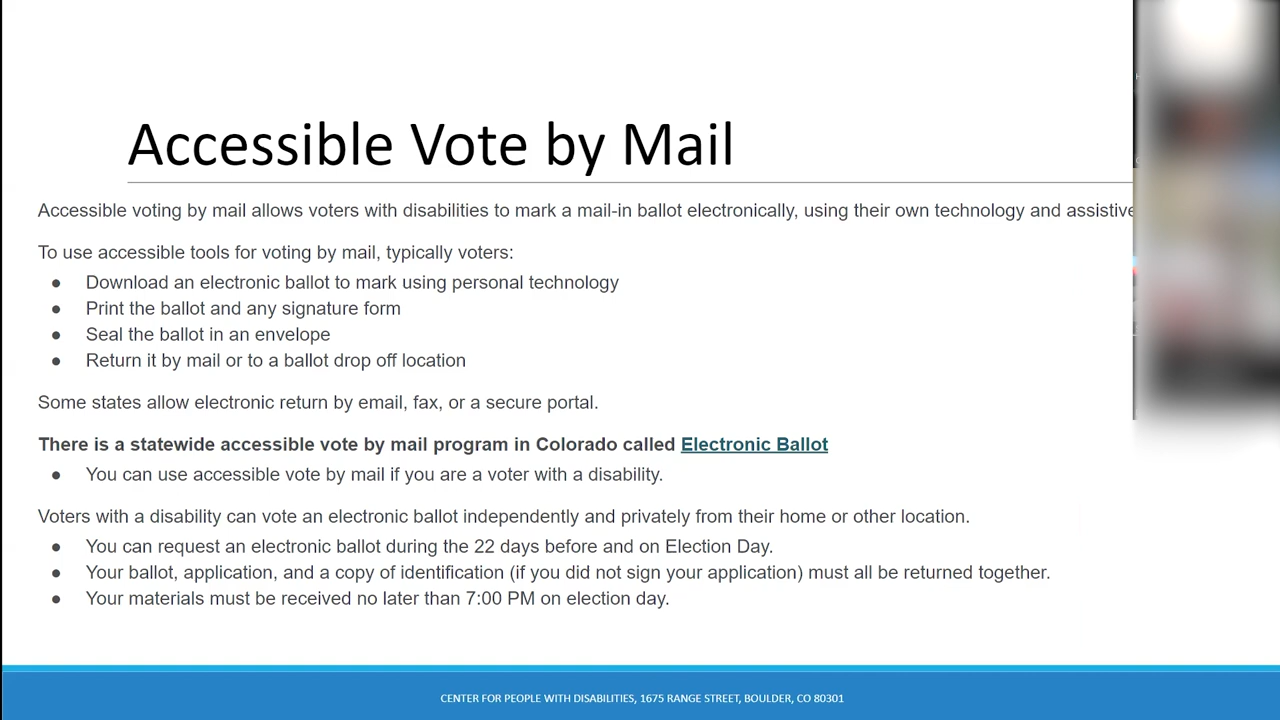 Accessible Vote by Mail
Accessible voting by mail allows voters with disabilities to mark a mail-in ballot electronically, using their own technology and assistive
To use accessible tools for voting by mail, typically voters:
● Download an electronic ballot to mark using personal technology
● Print the ballot and any signature form
● Seal the ballot in an envelope
● Return it by mail or to a ballot drop off location
Some states allow electronic return by email, fax, or a secure portal.
There is a statewide accessible vote by mail program in Colorado called Electronic Ballot
● You can use accessible vote by mail if you are a voter with a disability.
Voters with a disability can vote an electronic ballot independently and privately from their home or other location.
● You can request an electronic ballot during the 22 days before and on Election Day.
● Your ballot, application, and a copy of identification (if you did not sign your application) must all be returned together.
● Your materials must be received no later than 7:00 PM on election day.
CENTER FOR PEOPLE WITH DISABILITIES, 1675 RANGE STREET, BOULDER, CO 80301